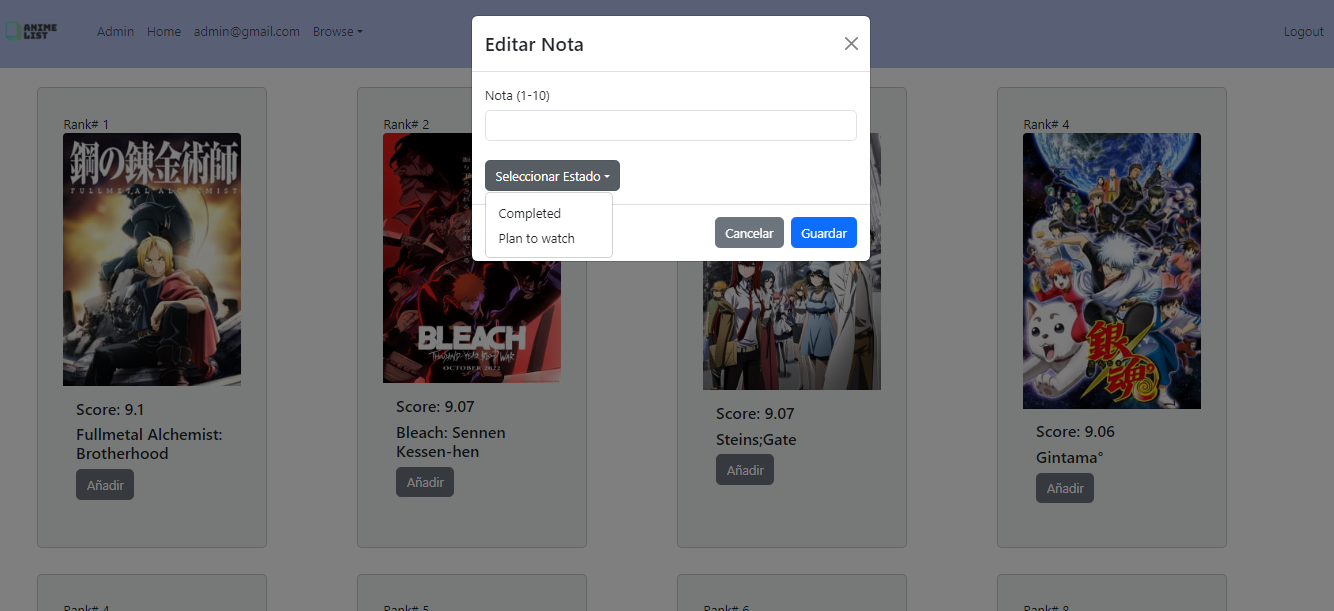 ANIME
LIST
Admin
Home
admin@gmail.com
Browse
Logout
Editar Nota
Nota (1-10)
Seleccionar Estado
Completed
Plan to watch
Cancelar
Guardar
Rank# 1
鋼の錬金術師
FULLMETAL ALCHEMIST
Score: 9.1
Fullmetal Alchemist:
Brotherhood
Añadir
Rank# 2
BLEACH
THOUSAND-YEAR BLOOD WAR
OCTOBER 2022
Score: 9.07
Bleach: Sennen
Kessen-hen
Añadir
Score: 9.07
Steins;Gate
Añadir
Rank# 4
銀魂°
Score: 9.06
Gintama°
Añadir
Rank# 4
Rank# 5
Rank# 6
Rank# 8